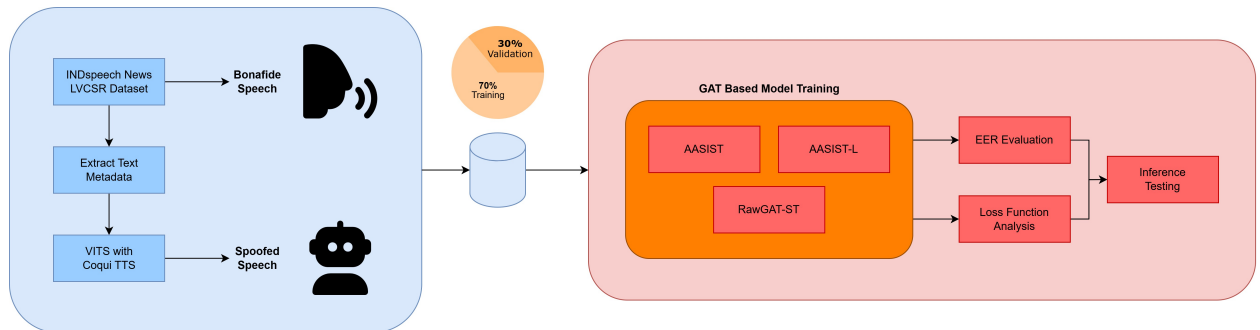 INDspeech News
LVCSR Dataset
Bonafide
Speech
Extract Text
Metadata
VITS with
Coqui TTS
Spoofed
Speech
30%
Validation
70%
Training
GAT Based Model Training
AASIST
AASIST-L
RawGAT-ST
EER Evaluation
Loss Function
Analysis
Inference
Testing